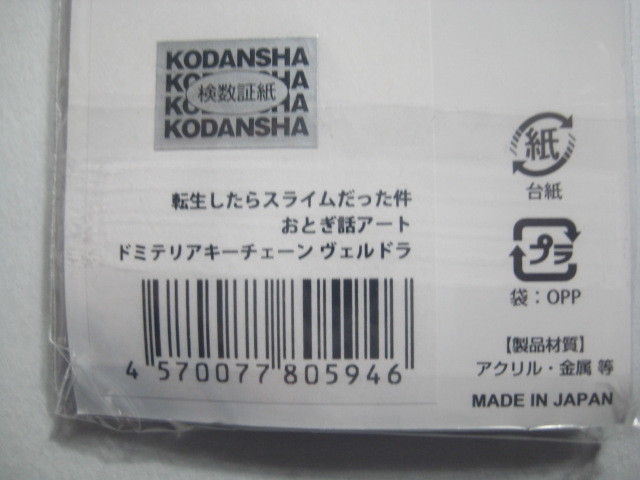 KODANSHA
KODANSHA
検数証紙
KODANSHA
KODANSHA
転生したらスライムだった件
おとぎ話アート
ドミテリアキーチェーン ヴェルドラ
4 570077 805946
紙
台紙
プラ
袋：OPP
【製品材質】
アクリル・金属 等
MADE IN JAPAN